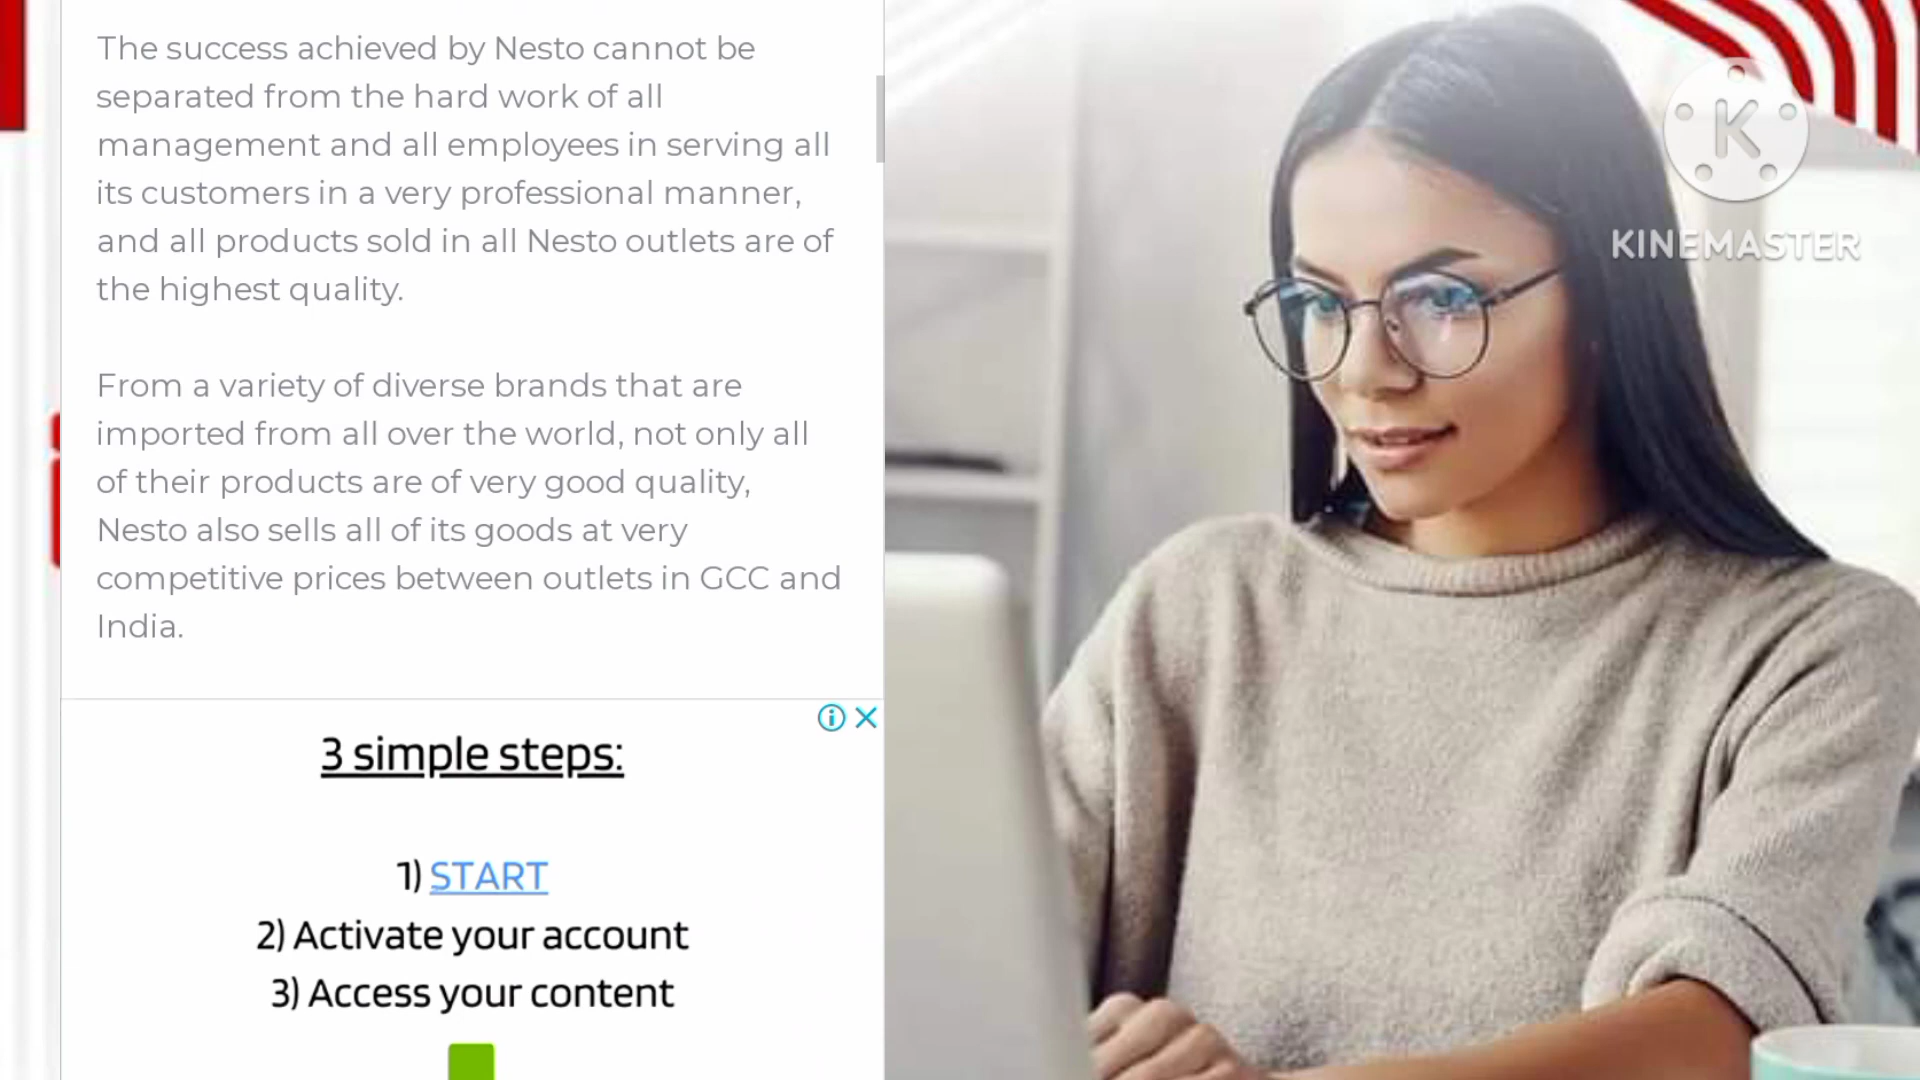 The success achieved by Nesto cannot be
separated from the hard work of all
management and all employees in serving all
its customers in a very professional manner,
and all products sold in all Nesto outlets are of
the highest quality.
From a variety of diverse brands that are
imported from all over the world, not only all
of their products are of very good quality,
Nesto also sells all of its goods at very
competitive prices between outlets in GCC and
India.
3 simple steps:
1) START
2) Activate your account
3) Access your content
K
KINEMASTER